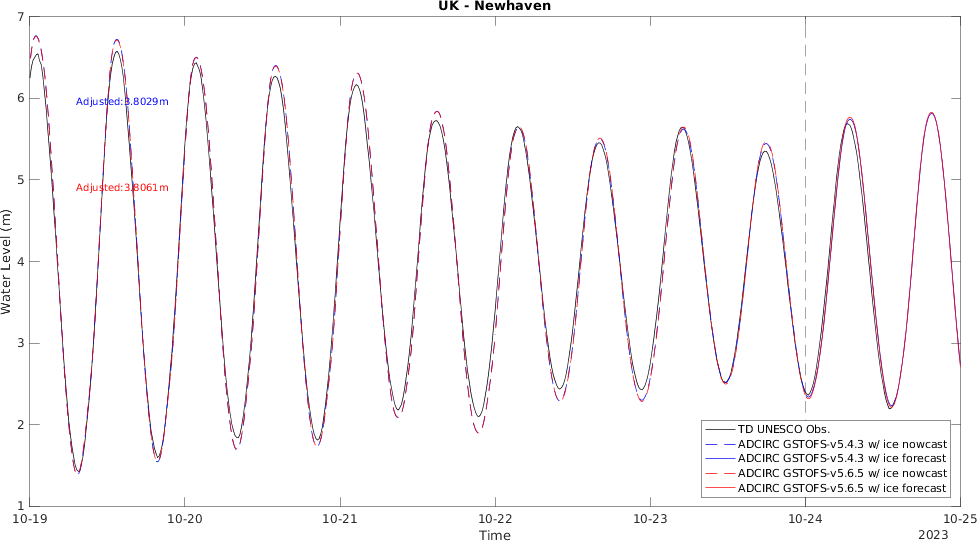 UK - Newhaven
7
6
5
4
3
2
1
Water Level (m)
Adjusted:3.8029m
Adjusted:3.8061m
TD UNESCO Obs.
ADCIRC GSTOFS-v5.4.3 w/ ice nowcast
ADCIRC GSTOFS-v5.4.3 w/ ice forecast
ADCIRC GSTOFS-v5.6.5 w/ ice nowcast
ADCIRC GSTOFS-v5.6.5 w/ ice forecast
10-19 10-20 10-21 10-22 10-23 10-24 10-25
Time
2023